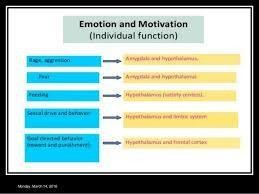 Emotion and Motivation
(Individual function)
Rage, aggression
Amygdala and Hypothalamus.
Fear
Amygdala and Hypothalamus
Feeding
Hypothalamus (satiety centers).
Sexual drive and behavior
Hypothalamus and limbic system
Goal directed behavior
(reward and punishment).
Hypothalamus and frontal cortex
Monday, March 14, 2016